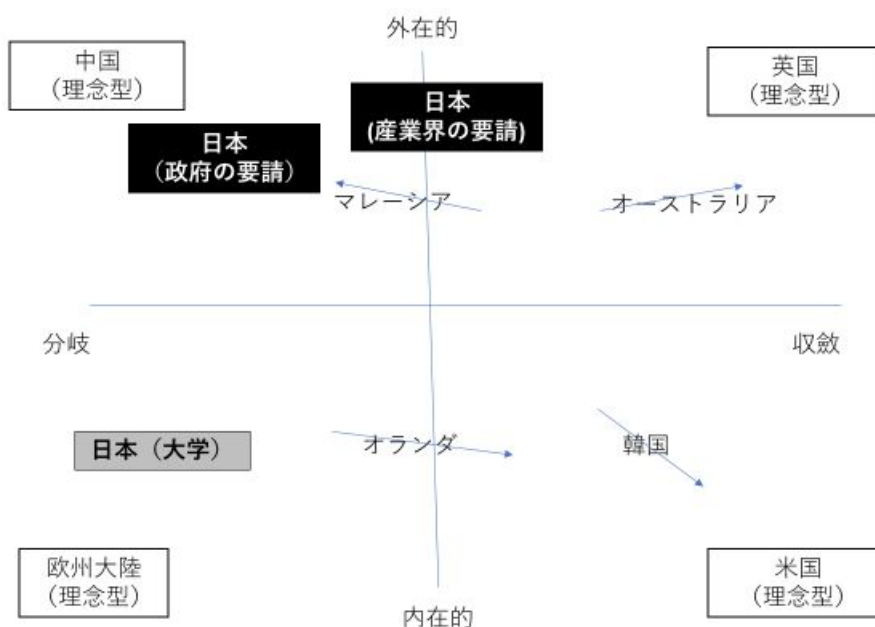 外在的
中国
（理念型）
英国
（理念型）
日本
(産業界の要請)
日本
（政府の要請）
マレーシア
オーストラリア
分岐
収斂
日本（大学）
オランダ
韓国
欧州大陸
（理念型）
米国
（理念型）
内在的